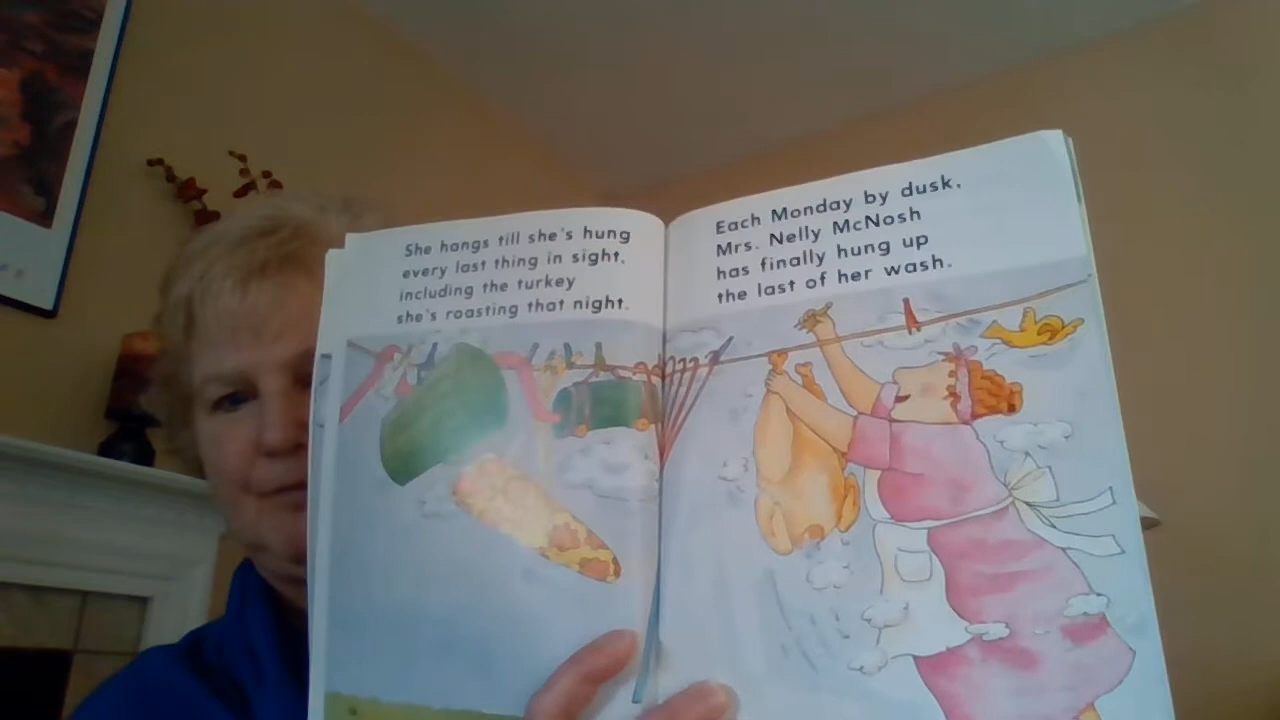 She hangs till she's hung
every last thing in sight,
including the turkey
she's roasting that night.
Each Monday by dusk,
Mrs. Nelly McNosh
has finally hung up
the last of her wash.